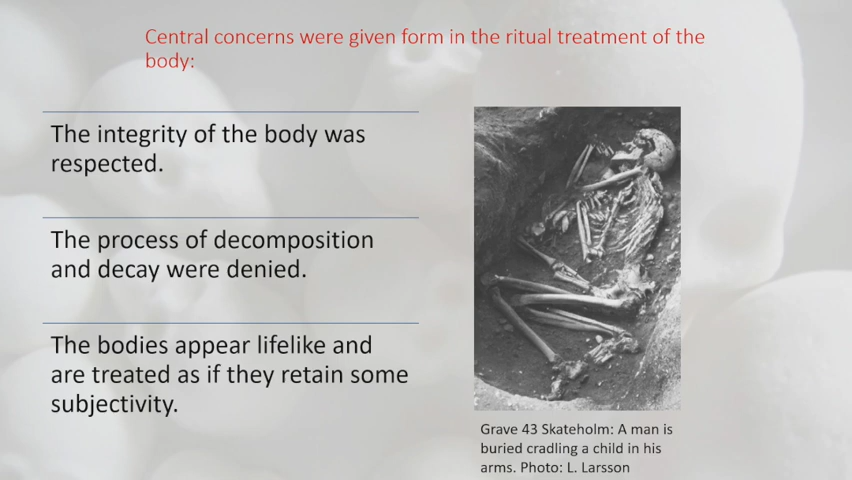 Central concerns were given form in the ritual treatment of the
body:
The integrity of the body was
respected.
The process of decomposition
and decay were denied.
The bodies appear lifelike and
are treated as if they retain some
subjectivity.
Grave 43 Skateholm: A man is
buried cradling a child in his
arms. Photo: L. Larsson